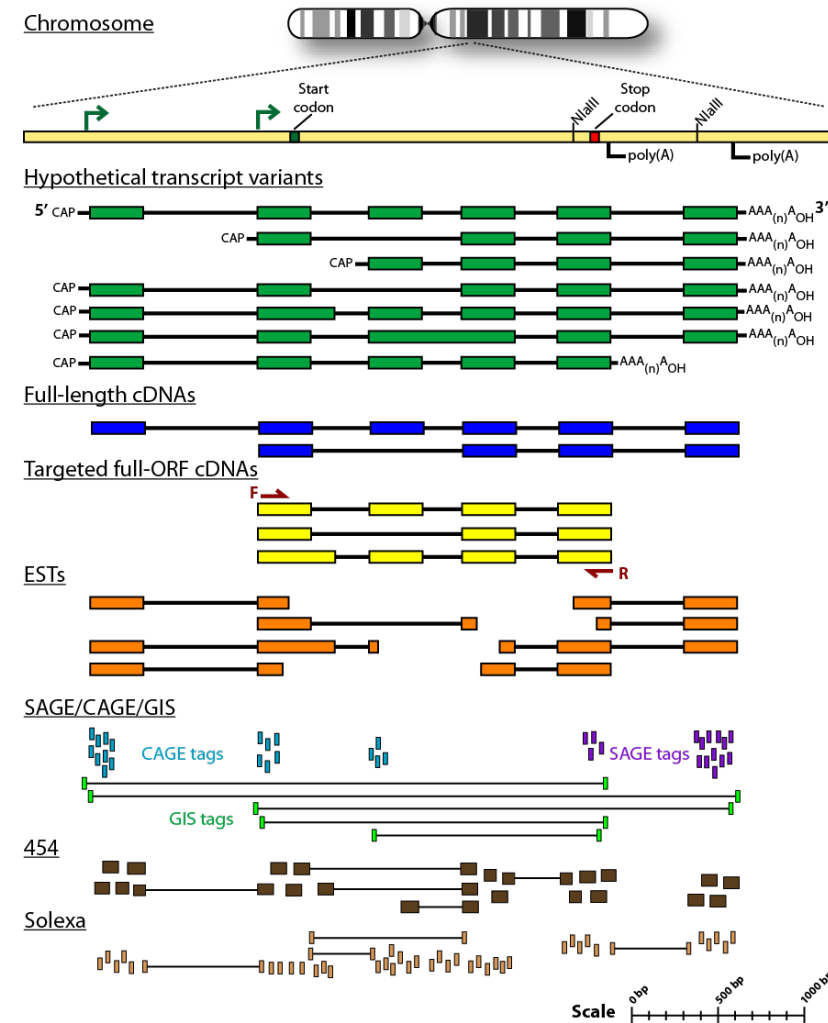 Chromosome
Start
codon
NlaIII
Stop
codon
NlaIII
poly(A)
poly(A)
Hypothetical transcript variants
5′ CAP AAA(n)AOH 3′
CAP AAA(n)AOH
CAP AAA(n)AOH
CAP AAA(n)AOH
CAP AAA(n)AOH
CAP AAA(n)AOH
CAP AAA(n)AOH
Full-length cDNAs
Targeted full-ORF cDNAs
F
R
ESTs
SAGE/CAGE/GIS
CAGE tags
SAGE tags
GIS tags
454
Solexa
Scale
0 bp
500 bp
1000 bp